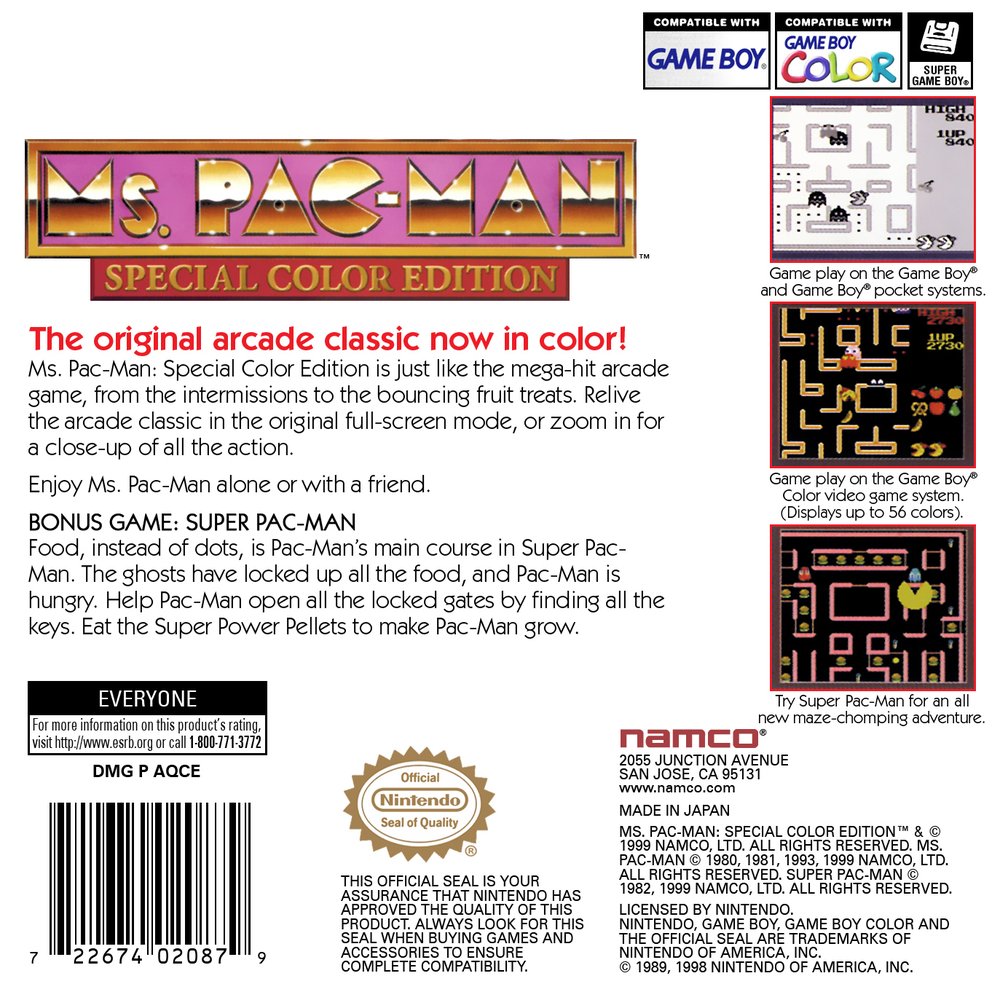 COMPATIBLE WITH
GAME BOY®
COMPATIBLE WITH
GAME BOY
COLOR
SUPER
GAME BOY®
HIGH
840
1UP
840
Game play on the Game Boy®
and Game Boy® pocket systems.
HIGH
2730
1UP
2730
Game play on the Game Boy®
Color video game system.
(Displays up to 56 colors).
Try Super Pac-Man for an all
new maze-chomping adventure.
MS. PAC-MAN
™
SPECIAL COLOR EDITION
The original arcade classic now in color!
Ms. Pac-Man: Special Color Edition is just like the mega-hit arcade
game, from the intermissions to the bouncing fruit treats. Relive
the arcade classic in the original full-screen mode, or zoom in for
a close-up of all the action.
Enjoy Ms. Pac-Man alone or with a friend.
BONUS GAME: SUPER PAC-MAN
Food, instead of dots, is Pac-Man's main course in Super Pac-
Man. The ghosts have locked up all the food, and Pac-Man is
hungry. Help Pac-Man open all the locked gates by finding all the
keys. Eat the Super Power Pellets to make Pac-Man grow.
EVERYONE
For more information on this product's rating,
visit http://www.esrb.org or call 1-800-771-3772
DMG P AQCE
7 22674 02087 9
Official
Nintendo
Seal of Quality
®
THIS OFFICIAL SEAL IS YOUR
ASSURANCE THAT NINTENDO HAS
APPROVED THE QUALITY OF THIS
PRODUCT. ALWAYS LOOK FOR THIS
SEAL WHEN BUYING GAMES AND
ACCESSORIES TO ENSURE
COMPLETE COMPATIBILITY.
namco®
2055 JUNCTION AVENUE
SAN JOSE, CA 95131
www.namco.com
MADE IN JAPAN
MS. PAC-MAN: SPECIAL COLOR EDITION™ & ©
1999 NAMCO, LTD. ALL RIGHTS RESERVED. MS.
PAC-MAN © 1980, 1981, 1993, 1999 NAMCO, LTD.
ALL RIGHTS RESERVED. SUPER PAC-MAN ©
1982, 1999 NAMCO, LTD. ALL RIGHTS RESERVED.
LICENSED BY NINTENDO.
NINTENDO, GAME BOY, GAME BOY COLOR AND
THE OFFICIAL SEAL ARE TRADEMARKS OF
NINTENDO OF AMERICA, INC.
© 1989, 1998 NINTENDO OF AMERICA, INC.